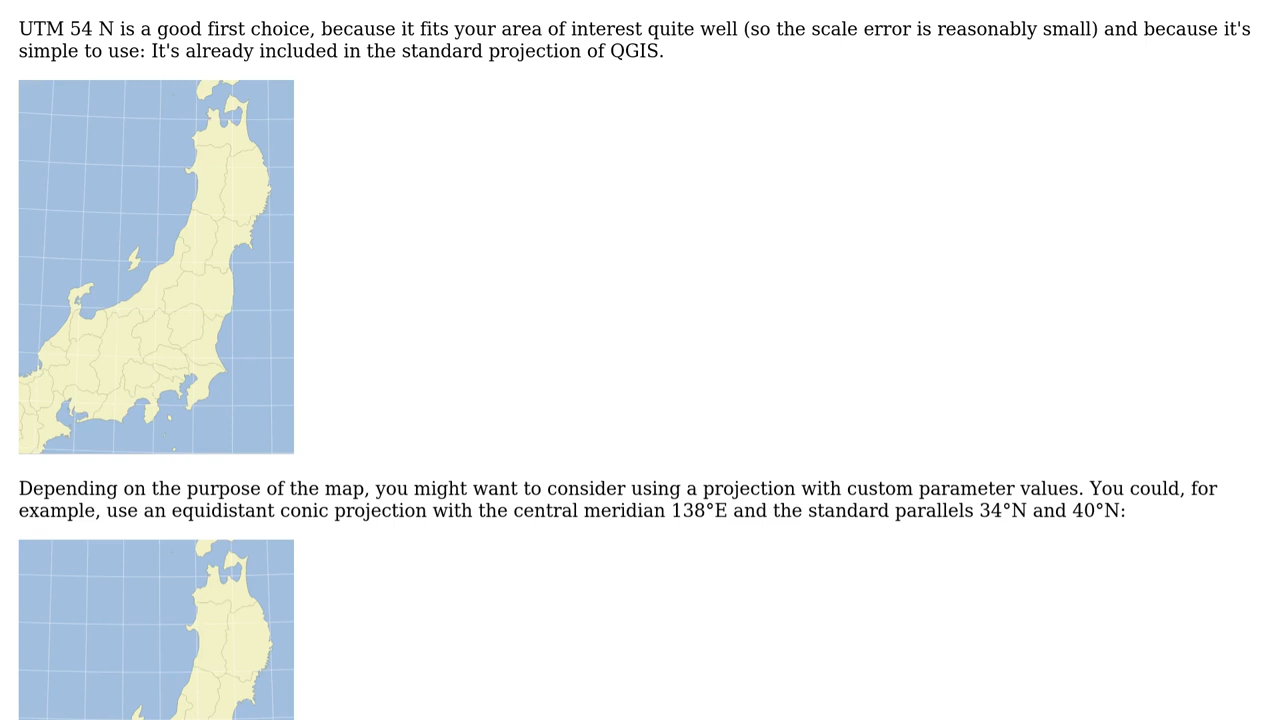 UTM 54 N is a good first choice, because it fits your area of interest quite well (so the scale error is reasonably small) and because it's
simple to use: It's already included in the standard projection of QGIS.
Depending on the purpose of the map, you might want to consider using a projection with custom parameter values. You could, for
example, use an equidistant conic projection with the central meridian 138°E and the standard parallels 34°N and 40°N: